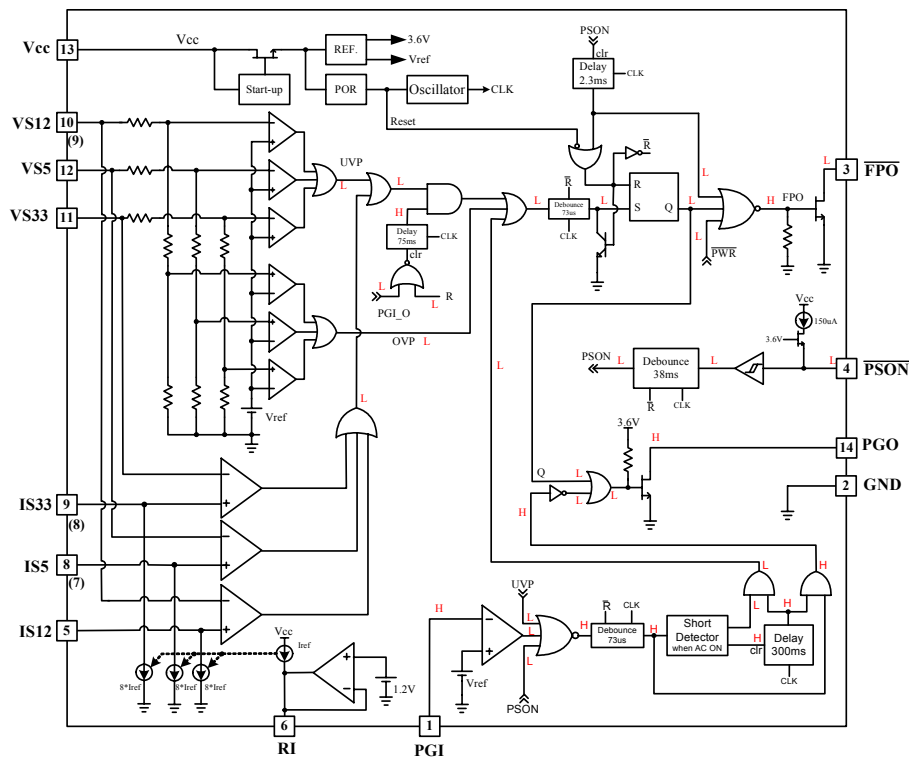 PSON
clr
Delay
2.3ms
CLK
Vcc
13
Vcc
REF.
3.6V
Vref
Start-up
POR
Oscillator
CLK
Reset
VS12
10
(9)
VS5
12
VS33
11
UVP
L
L
L
H
Delay
75ms
CLK
clr
L
PGI_O
L
R
OVP
L
L
R
Debounce
73us
CLK
L
R
R
S
Q
L
L
L
PWR
H
FPO
L
3
FPO
Vcc
150uA
3.6V
PSON
L
Debounce
38ms
R
CLK
L
L
4
PSON
Vref
L
L
3.6V
H
14
PGO
Q
L
L
L
H
2
GND
IS33
9
(8)
IS5
8
(7)
IS12
5
Vcc
Iref
8*Iref
8*Iref
8*Iref
1.2V
6
RI
H
Vref
UVP
L
L
L
PSON
H
R
CLK
Debounce
73us
H
Short
Detector
when AC ON
L
L
H
H
H
clr
Delay
300ms
CLK
H
1
PGI